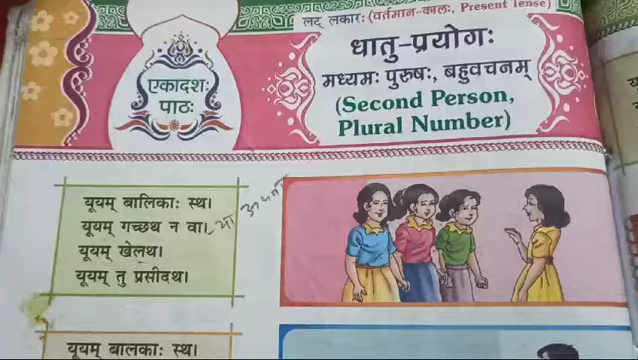 लट् लकारः (वर्तमान-कालः, Present Tense)
एकादशः
पाठः
धातु-प्रयोगः
मध्यमः पुरुषः, बहुवचनम्
(Second Person,
Plural Number)
यूयम् बालिकाः स्थ।
यूयम् गच्छथ न वा।
यूयम् खेलथ।
यूयम् तु प्रसीदथ।
यूयम् बालकाः स्थ।